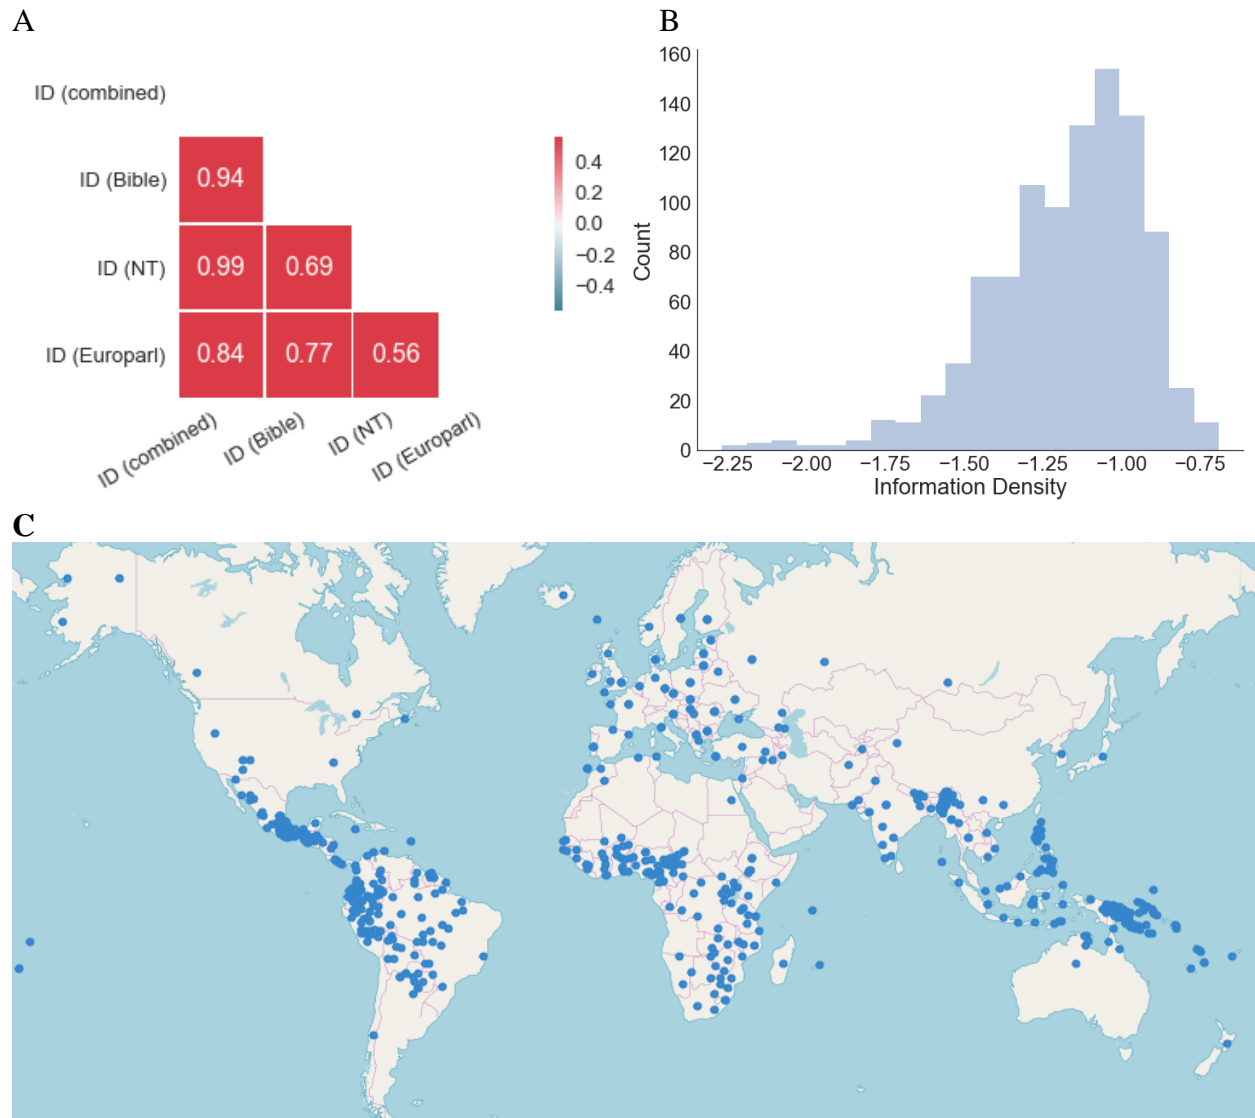 A
ID (combined)
ID (Bible)
0.94
ID (NT)
0.99
0.69
ID (Europarl)
0.84
0.77
0.56
ID (combined)
ID (Bible)
ID (NT)
ID (Europarl)
0.4
0.2
0.0
−0.2
−0.4
B
160
140
120
100
80
60
40
20
0
Count
−2.25
−2.00
−1.75
−1.50
−1.25
−1.00
−0.75
Information Density
C